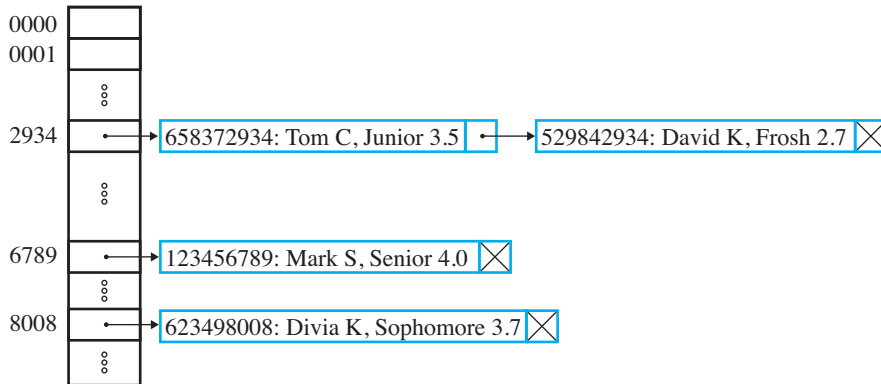 0000
0001
2934
658372934: Tom C, Junior 3.5
529842934: David K, Frosh 2.7
6789
123456789: Mark S, Senior 4.0
8008
623498008: Divia K, Sophomore 3.7